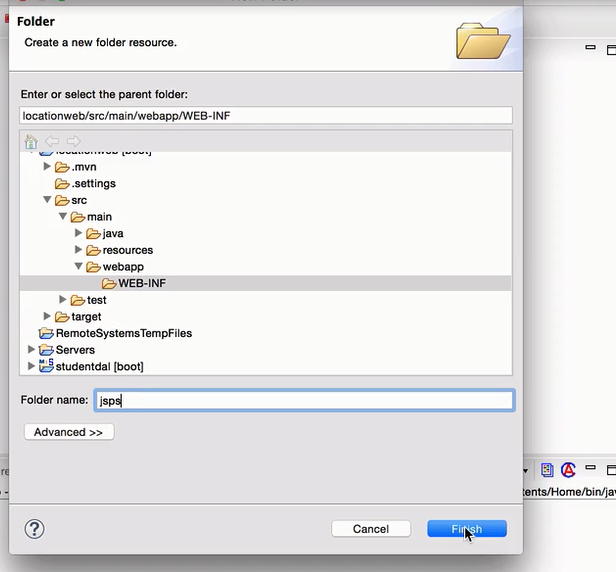 Folder
Create a new folder resource.
Enter or select the parent folder:
locationweb/src/main/webapp/WEB-INF
locationweb [boot]
.mvn
.settings
src
main
java
resources
webapp
WEB-INF
test
target
RemoteSystemsTempFiles
Servers
studentdal [boot]
Folder name: jsps
Advanced >>
tents/Home/bin/jav
? Cancel Finish